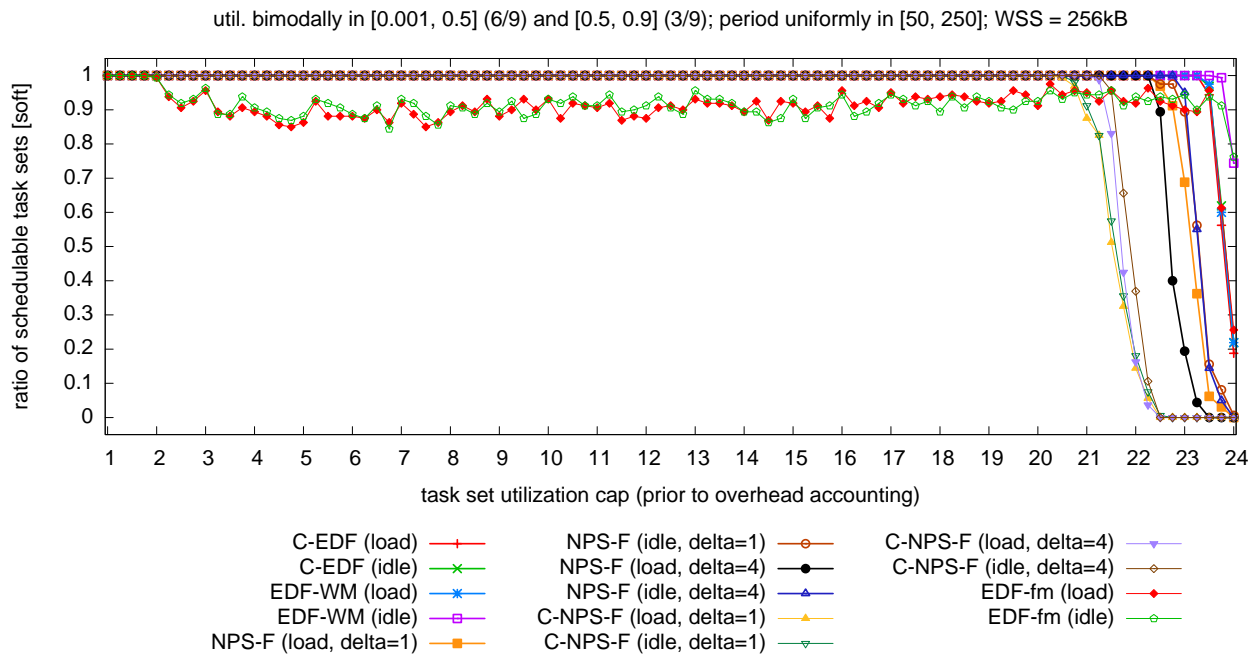 util. bimodally in [0.001, 0.5] (6/9) and [0.5, 0.9] (3/9); period uniformly in [50, 250]; WSS = 256kB
ratio of schedulable task sets [soft]
1
0.9
0.8
0.7
0.6
0.5
0.4
0.3
0.2
0.1
0
1 2 3 4 5 6 7 8 9 10 11 12 13 14 15 16 17 18 19 20 21 22 23 24
task set utilization cap (prior to overhead accounting)
C-EDF (load)
C-EDF (idle)
EDF-WM (load)
EDF-WM (idle)
NPS-F (load, delta=1)
NPS-F (idle, delta=1)
NPS-F (load, delta=4)
NPS-F (idle, delta=4)
C-NPS-F (load, delta=1)
C-NPS-F (idle, delta=1)
C-NPS-F (load, delta=4)
C-NPS-F (idle, delta=4)
EDF-fm (load)
EDF-fm (idle)